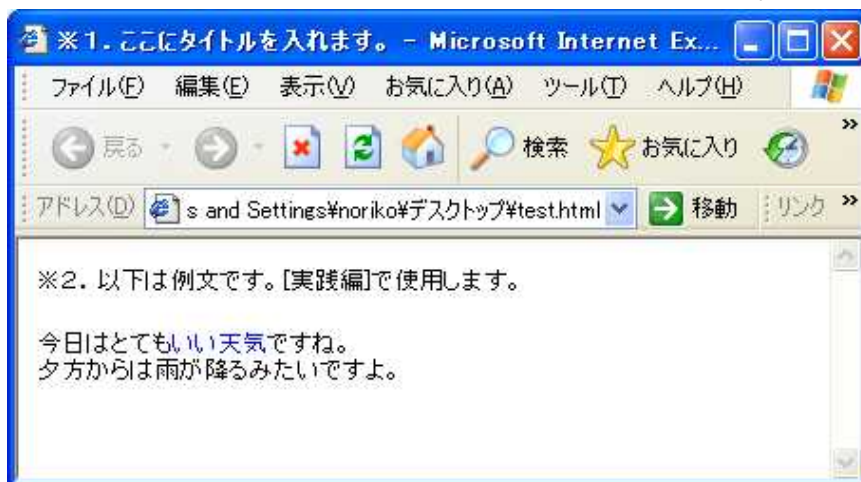 ※1. ここにタイトルを入れます。 - Microsoft Internet Ex...
ファイル(F) 編集(E) 表示(V) お気に入り(A) ツール(T) ヘルプ(H)
戻る 検索 お気に入り »
アドレス(D) s and Settings¥noriko¥デスクトップ¥test.html 移動 リンク »
※2. 以下は例文です。[実践編]で使用します。
今日はとてもいい天気ですね。
夕方からは雨が降るみたいですよ。